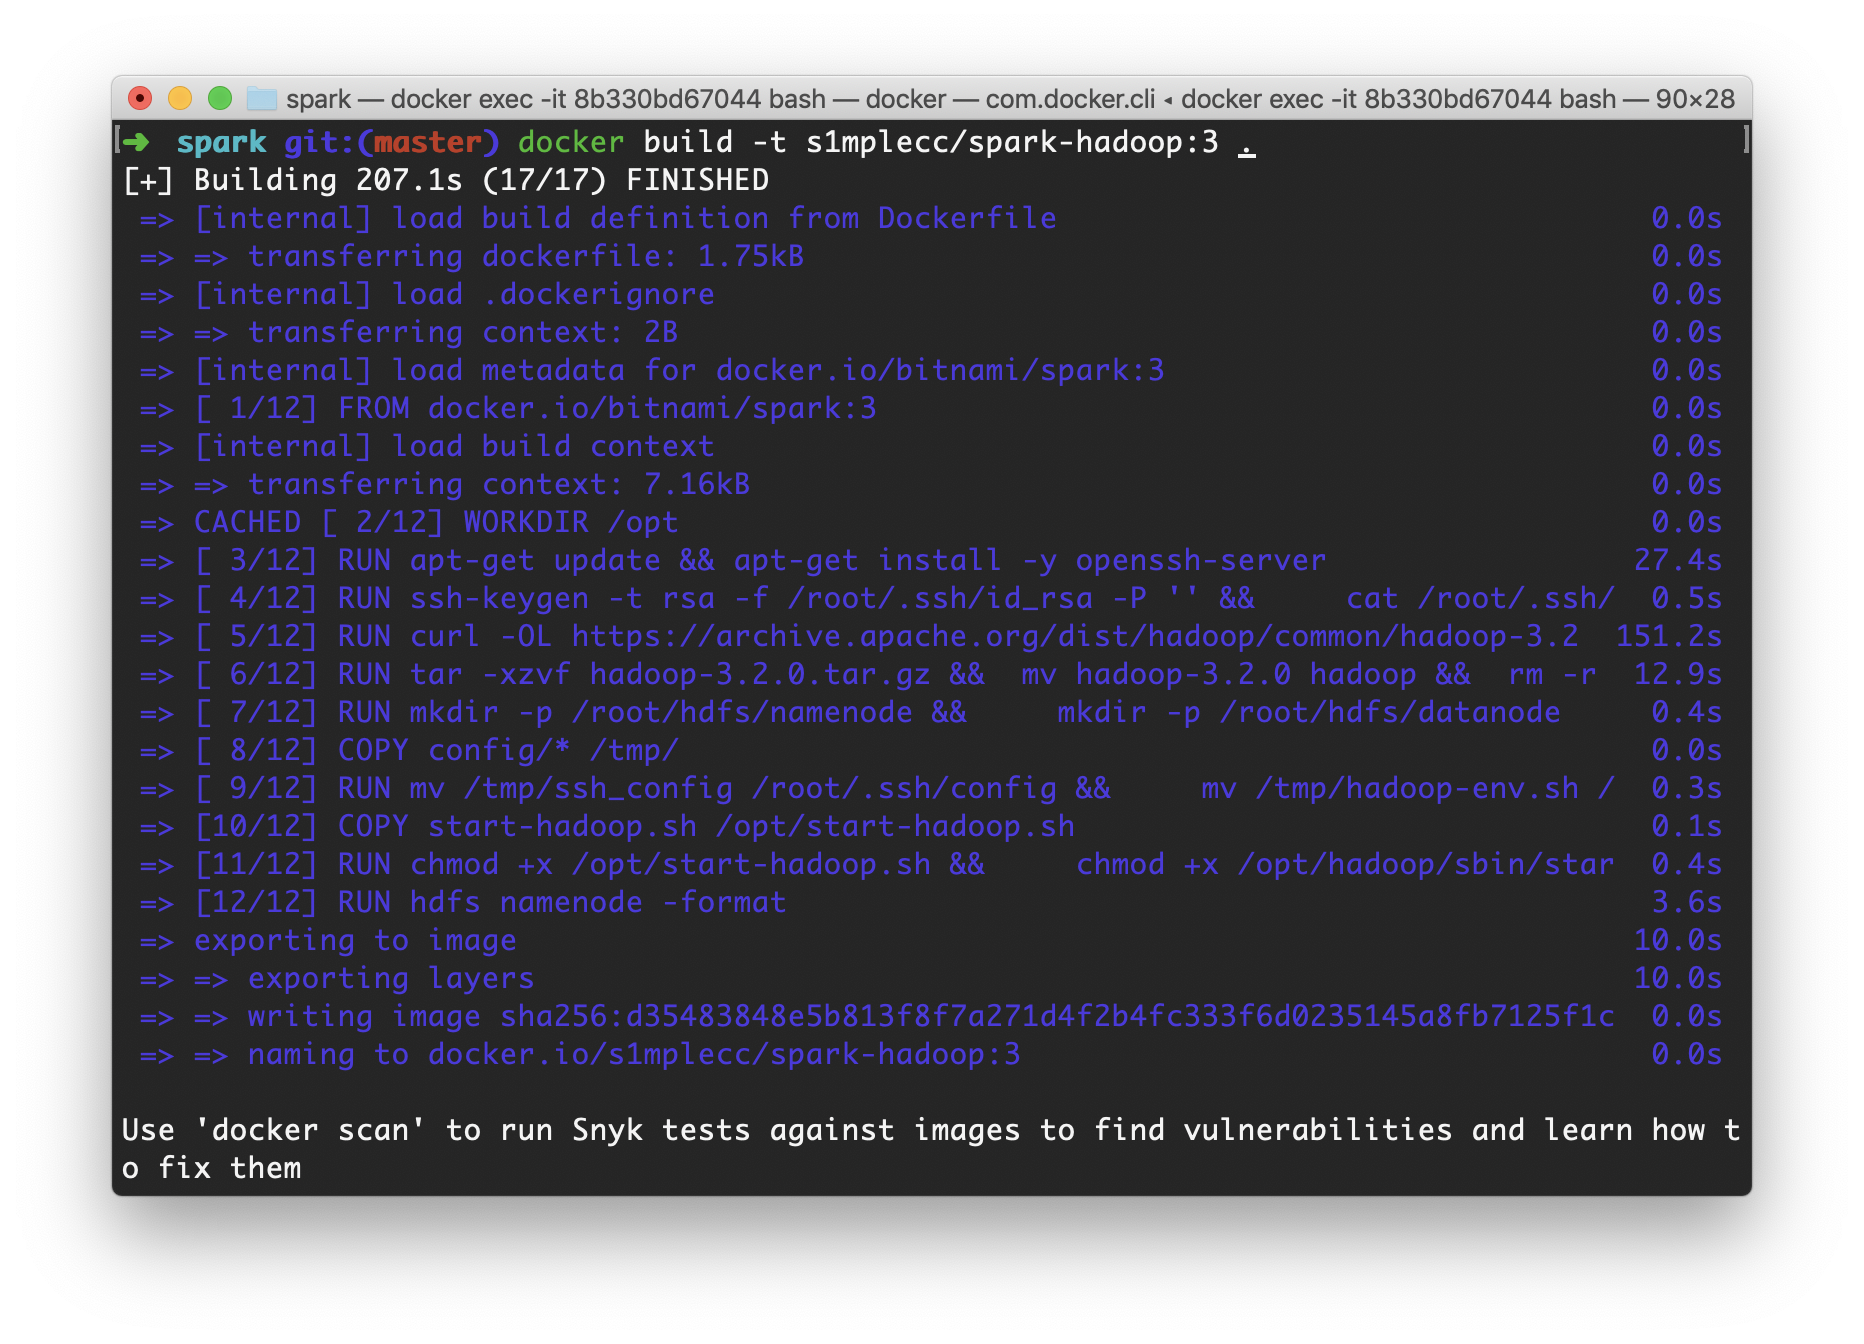 spark — docker exec -it 8b330bd67044 bash — docker — com.docker.cli ◂ docker exec -it 8b330bd67044 bash — 90×28
➜ spark git:(master) docker build -t s1mplecc/spark-hadoop:3 .
[+] Building 207.1s (17/17) FINISHED
=> [internal] load build definition from Dockerfile 0.0s
=> => transferring dockerfile: 1.75kB 0.0s
=> [internal] load .dockerignore 0.0s
=> => transferring context: 2B 0.0s
=> [internal] load metadata for docker.io/bitnami/spark:3 0.0s
=> [ 1/12] FROM docker.io/bitnami/spark:3 0.0s
=> [internal] load build context 0.0s
=> => transferring context: 7.16kB 0.0s
=> CACHED [ 2/12] WORKDIR /opt 0.0s
=> [ 3/12] RUN apt-get update && apt-get install -y openssh-server 27.4s
=> [ 4/12] RUN ssh-keygen -t rsa -f /root/.ssh/id_rsa -P '' &&     cat /root/.ssh/ 0.5s
=> [ 5/12] RUN curl -OL https://archive.apache.org/dist/hadoop/common/hadoop-3.2 151.2s
=> [ 6/12] RUN tar -xzvf hadoop-3.2.0.tar.gz &&  mv hadoop-3.2.0 hadoop &&  rm -r 12.9s
=> [ 7/12] RUN mkdir -p /root/hdfs/namenode &&     mkdir -p /root/hdfs/datanode 0.4s
=> [ 8/12] COPY config/* /tmp/ 0.0s
=> [ 9/12] RUN mv /tmp/ssh_config /root/.ssh/config &&     mv /tmp/hadoop-env.sh / 0.3s
=> [10/12] COPY start-hadoop.sh /opt/start-hadoop.sh 0.1s
=> [11/12] RUN chmod +x /opt/start-hadoop.sh &&     chmod +x /opt/hadoop/sbin/star 0.4s
=> [12/12] RUN hdfs namenode -format 3.6s
=> exporting to image 10.0s
=> => exporting layers 10.0s
=> => writing image sha256:d35483848e5b813f8f7a271d4f2b4fc333f6d0235145a8fb7125f1c 0.0s
=> => naming to docker.io/s1mplecc/spark-hadoop:3 0.0s
Use 'docker scan' to run Snyk tests against images to find vulnerabilities and learn how t
o fix them